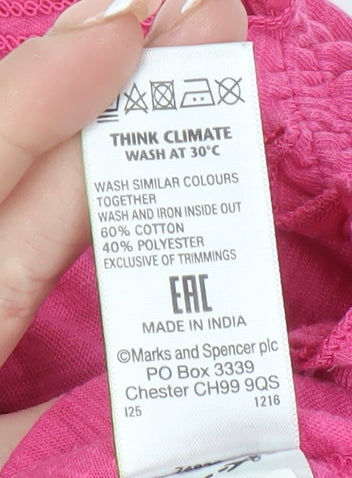 THINK CLIMATE
WASH AT 30°C
WASH SIMILAR COLOURS
TOGETHER
WASH AND IRON INSIDE OUT
60% COTTON
40% POLYESTER
EXCLUSIVE OF TRIMMINGS
EAC
MADE IN INDIA
©Marks and Spencer plc
PO Box 3339
Chester CH99 9QS
I25 1216